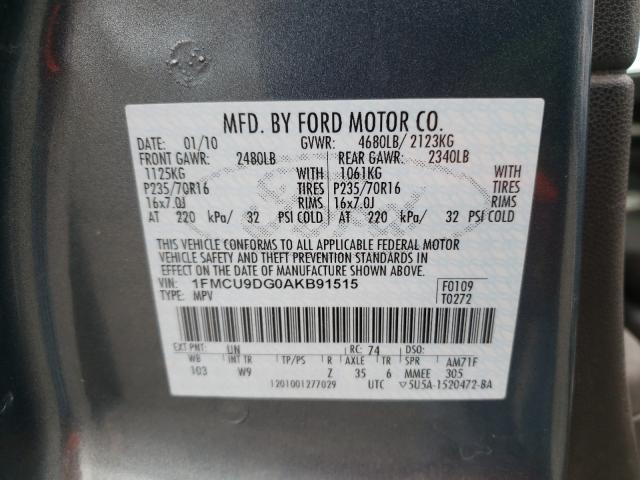 MFD. BY FORD MOTOR CO.
DATE: 01/10 GVWR: 4680LB/ 2123KG
FRONT GAWR: 2480LB REAR GAWR: 2340LB
1125KG WITH 1061KG WITH
P235/70R16 TIRES P235/70R16 TIRES
16x7.0J RIMS 16x7.0J RIMS
AT 220 kPa/ 32 PSI COLD AT 220 kPa/ 32 PSI COLD
THIS VEHICLE CONFORMS TO ALL APPLICABLE FEDERAL MOTOR
VEHICLE SAFETY AND THEFT PREVENTION STANDARDS IN
EFFECT ON THE DATE OF MANUFACTURE SHOWN ABOVE.
VIN: 1FMCU9DG0AKB91515 F0109
TYPE: MPV T0272
EXT PNT: UN RC: 74 DSO:
WB INT TR TP/PS R AXLE TR SPR AM71F
103 W9 Z 35 6 MMEE 305
1201001277029 UTC ▽5U5A-1520472-BA